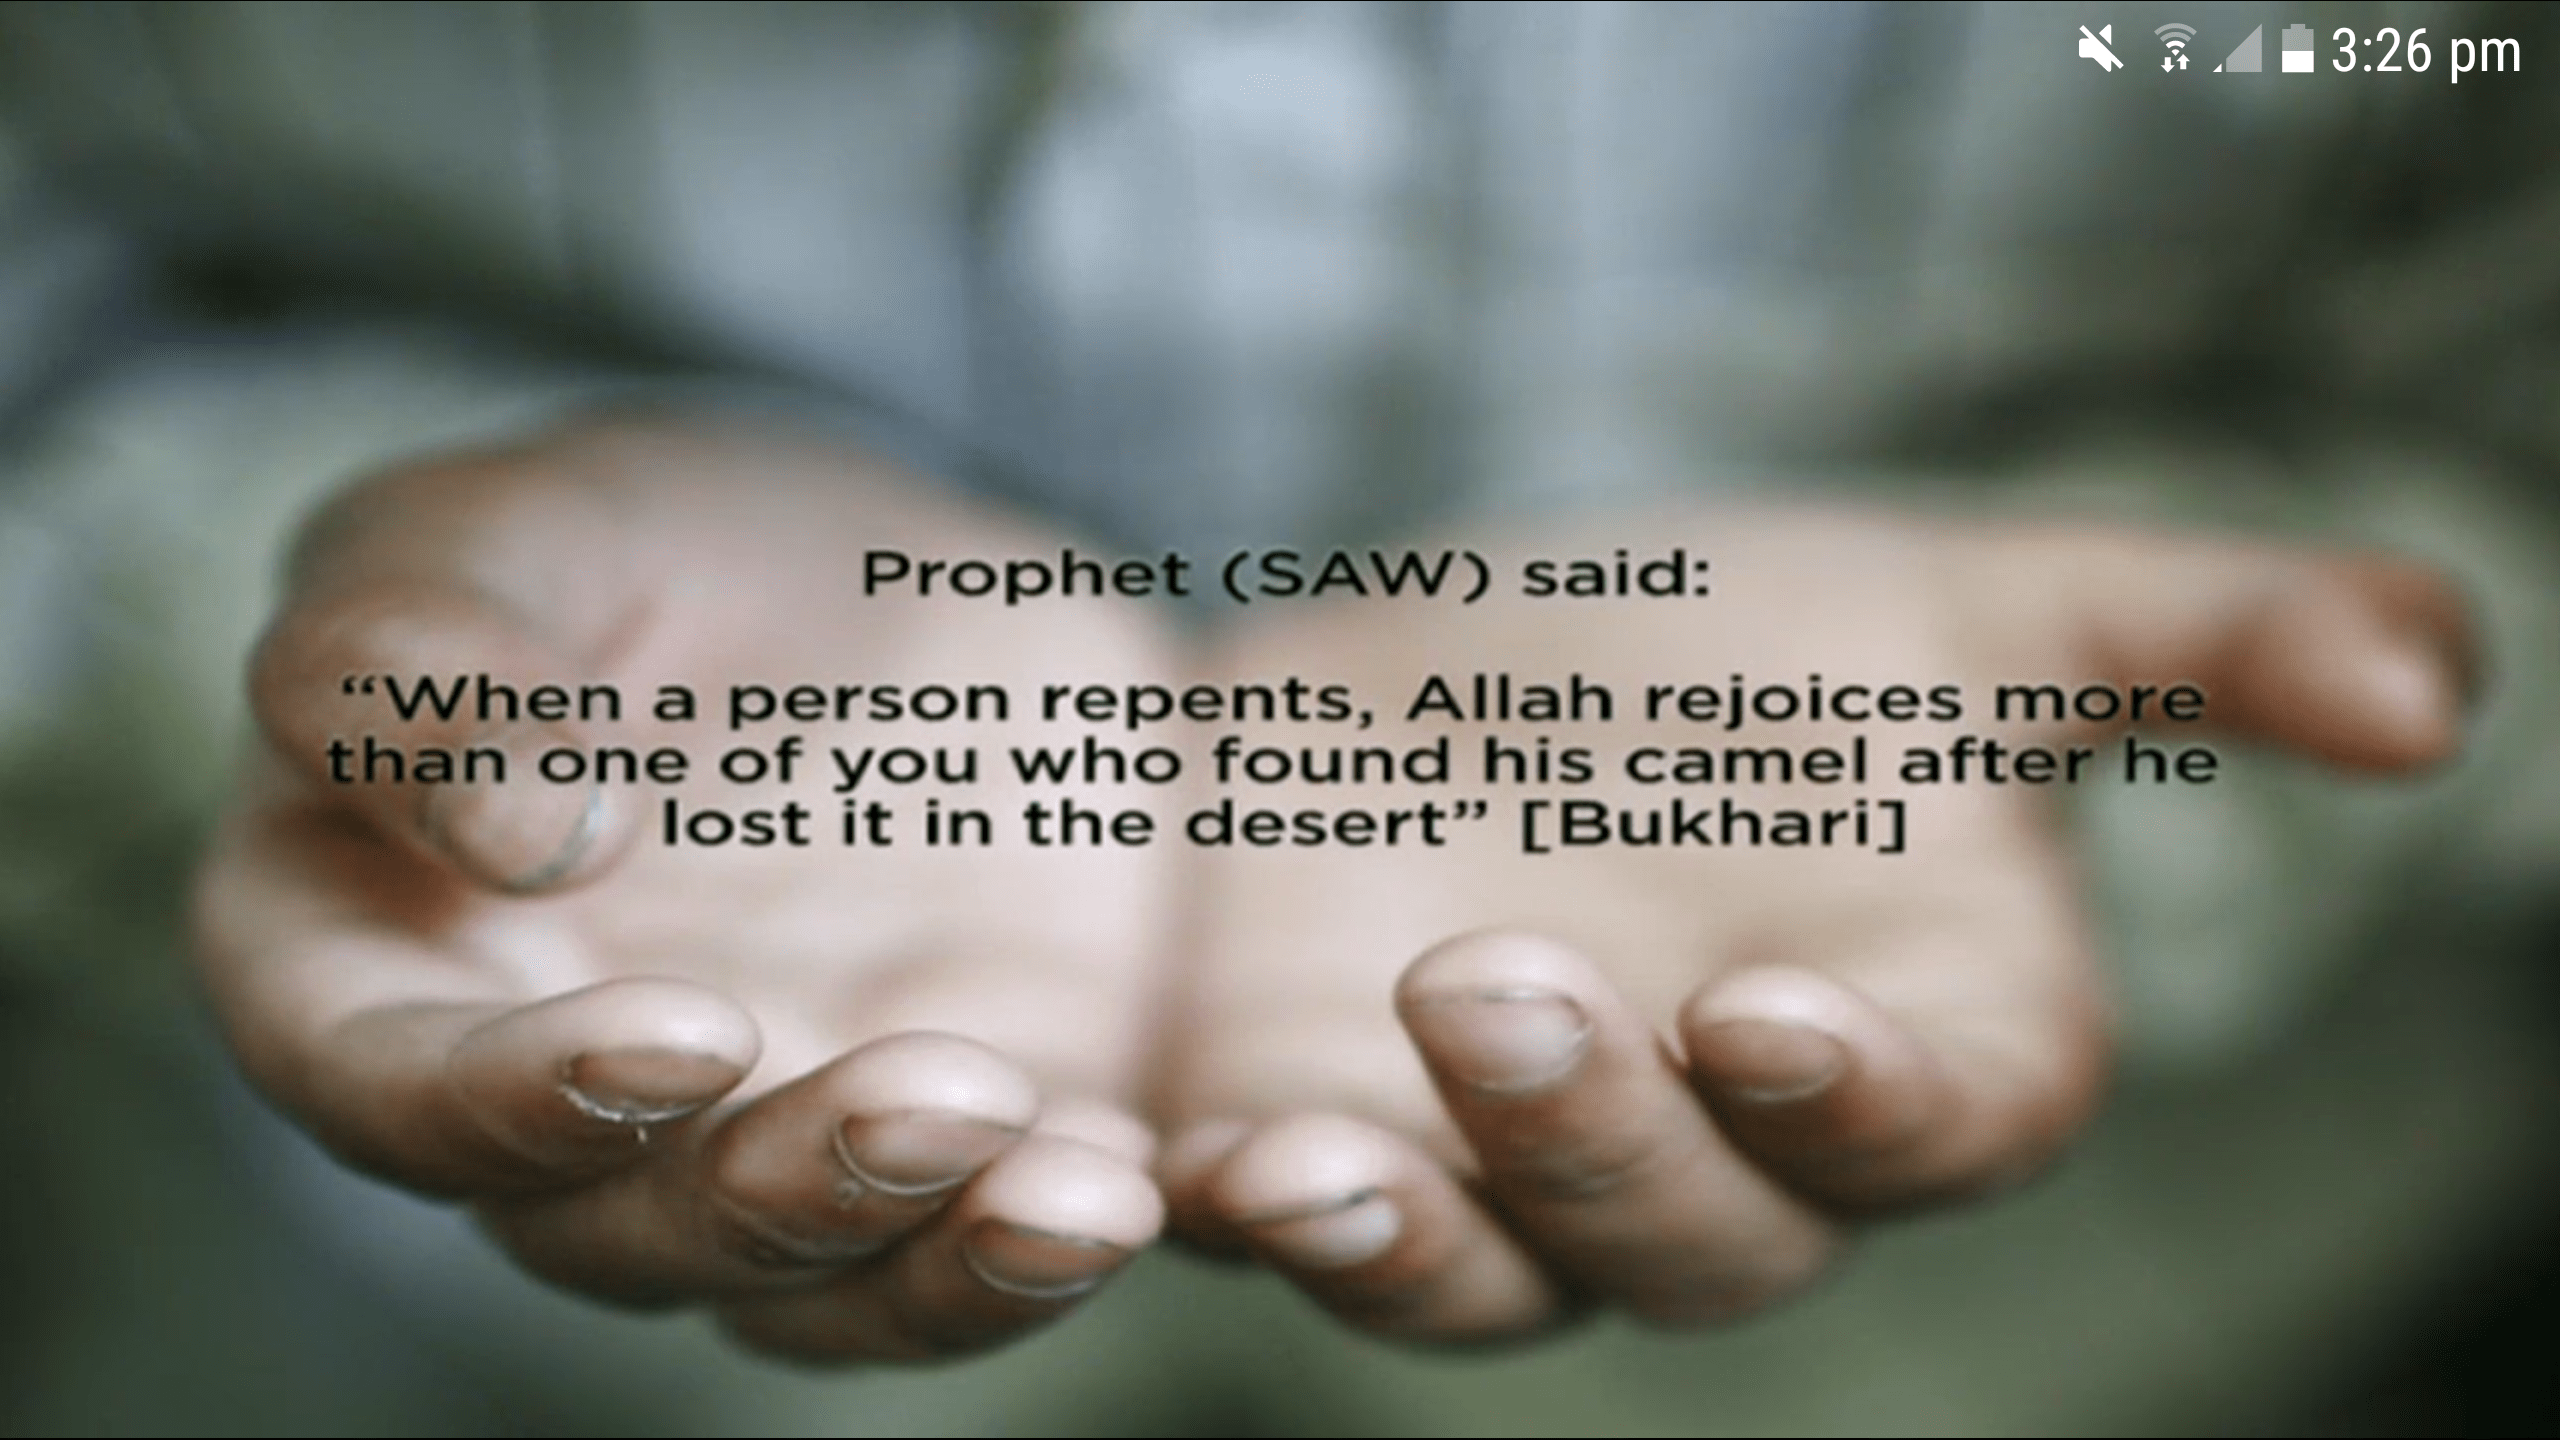 3:26 pm
Prophet (SAW) said:
“When a person repents, Allah rejoices more
than one of you who found his camel after he
lost it in the desert” [Bukhari]